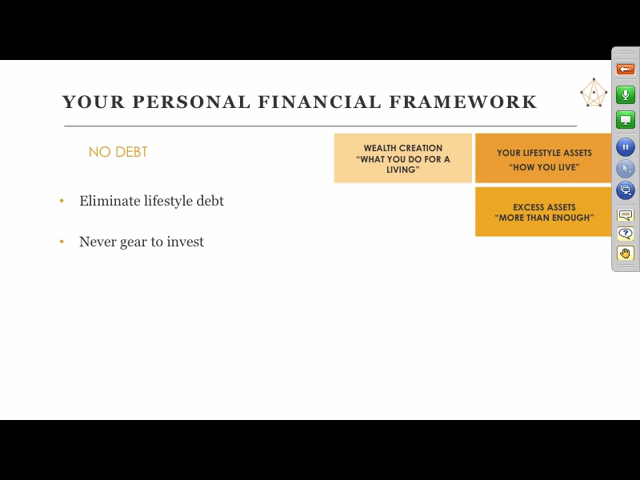 YOUR PERSONAL FINANCIAL FRAMEWORK
NO DEBT
• Eliminate lifestyle debt
• Never gear to invest
WEALTH CREATION
“WHAT YOU DO FOR A
LIVING”
YOUR LIFESTYLE ASSETS
“HOW YOU LIVE”
EXCESS ASSETS
“MORE THAN ENOUGH”